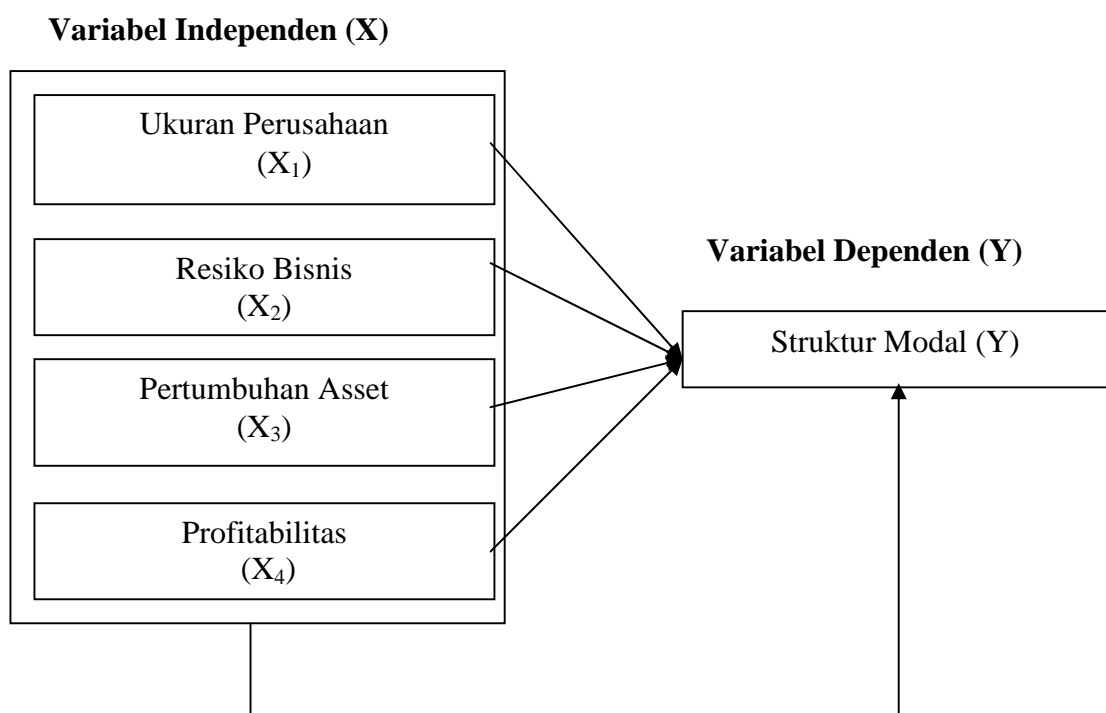 Variabel Independen (X)
Ukuran Perusahaan
(X₁)
Resiko Bisnis
(X₂)
Pertumbuhan Asset
(X₃)
Profitabilitas
(X₄)
Variabel Dependen (Y)
Struktur Modal (Y)